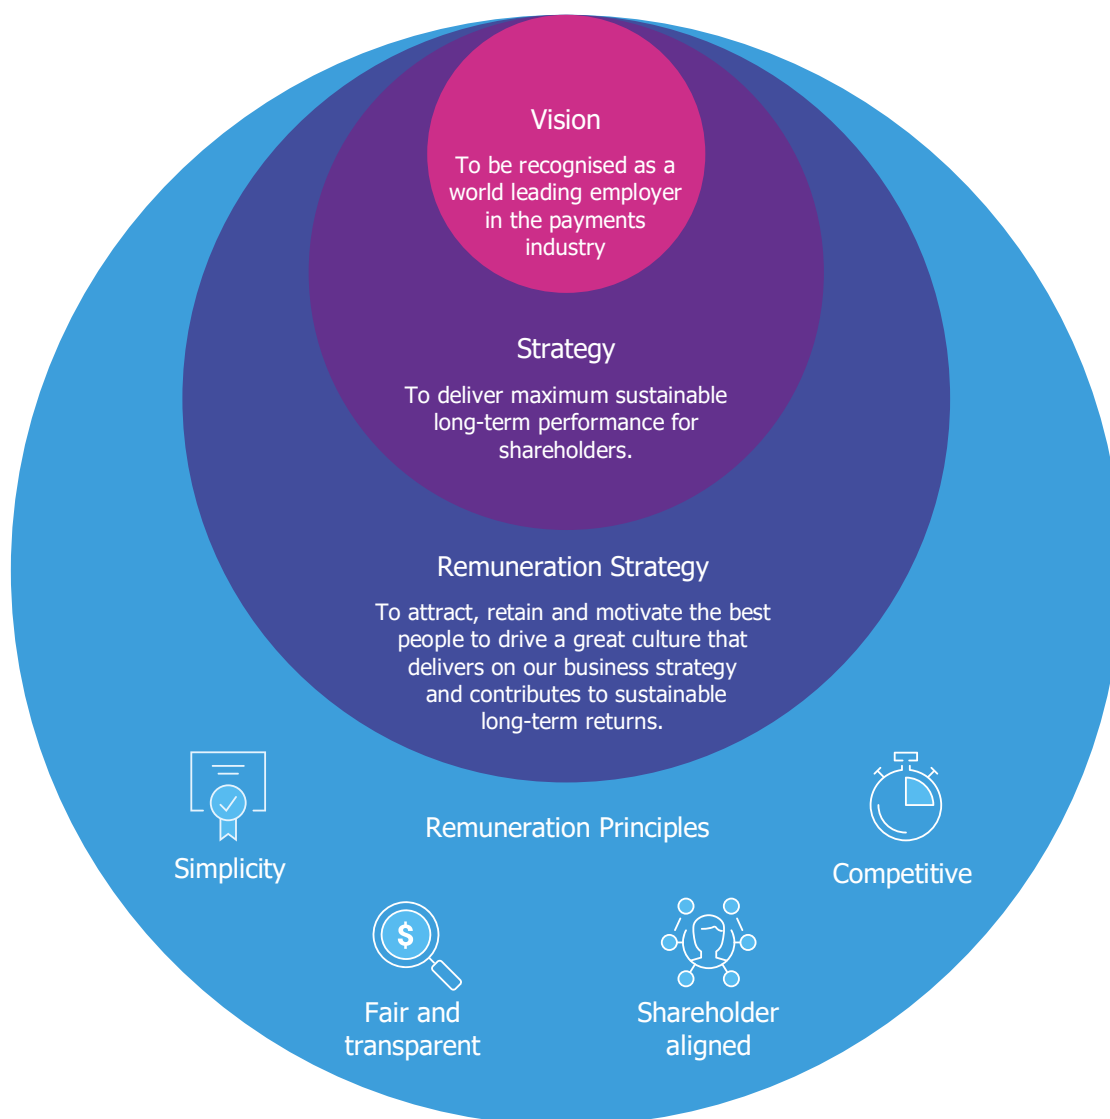 Vision
To be recognised as a
world leading employer
in the payments
industry
Strategy
To deliver maximum sustainable
long-term performance for
shareholders.
Remuneration Strategy
To attract, retain and motivate the best
people to drive a great culture that
delivers on our business strategy
and contributes to sustainable
long-term returns.
Remuneration Principles
Simplicity
$
Fair and
transparent
Shareholder
aligned
Competitive